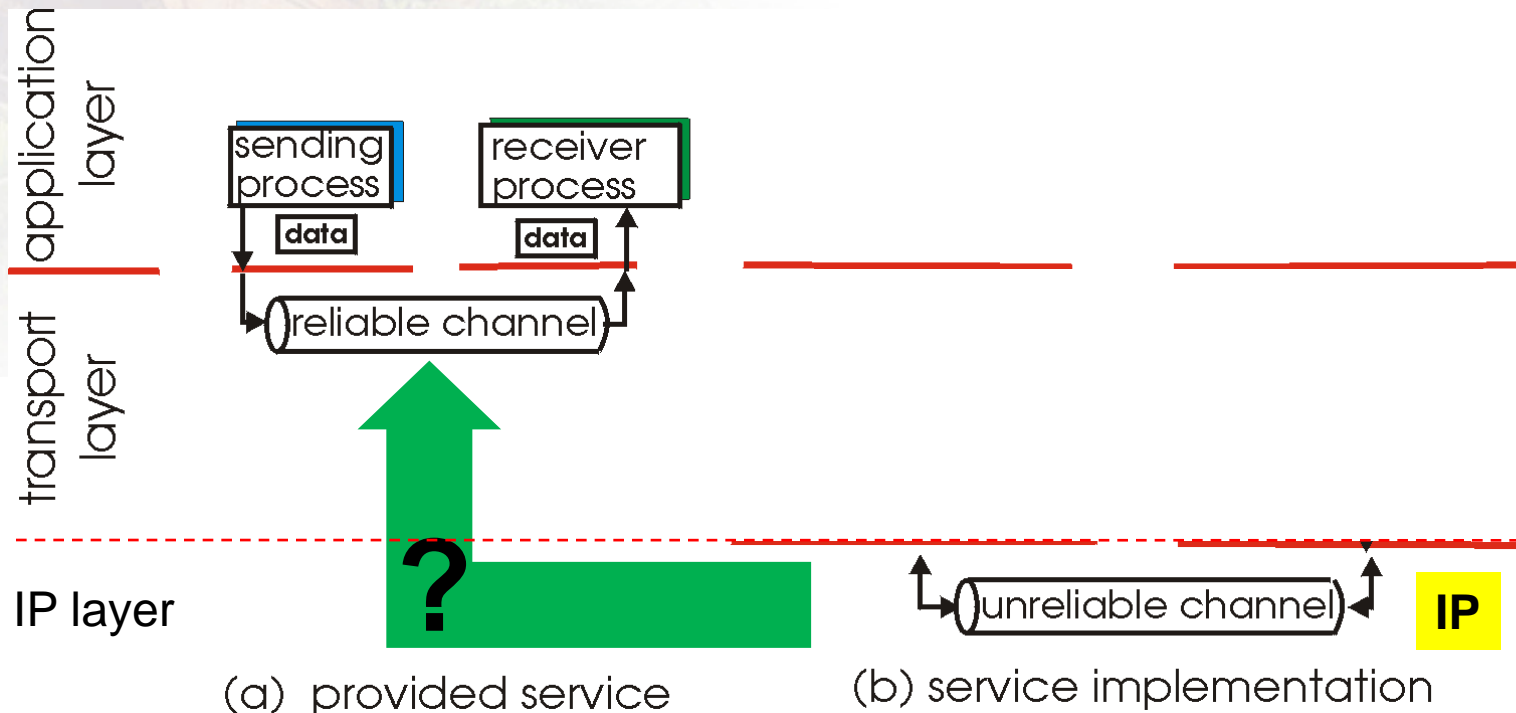 application
layer
sending
process
receiver
process
data
data
reliable channel
transport
layer
?
IP layer
unreliable channel
IP
(a) provided service
(b) service implementation